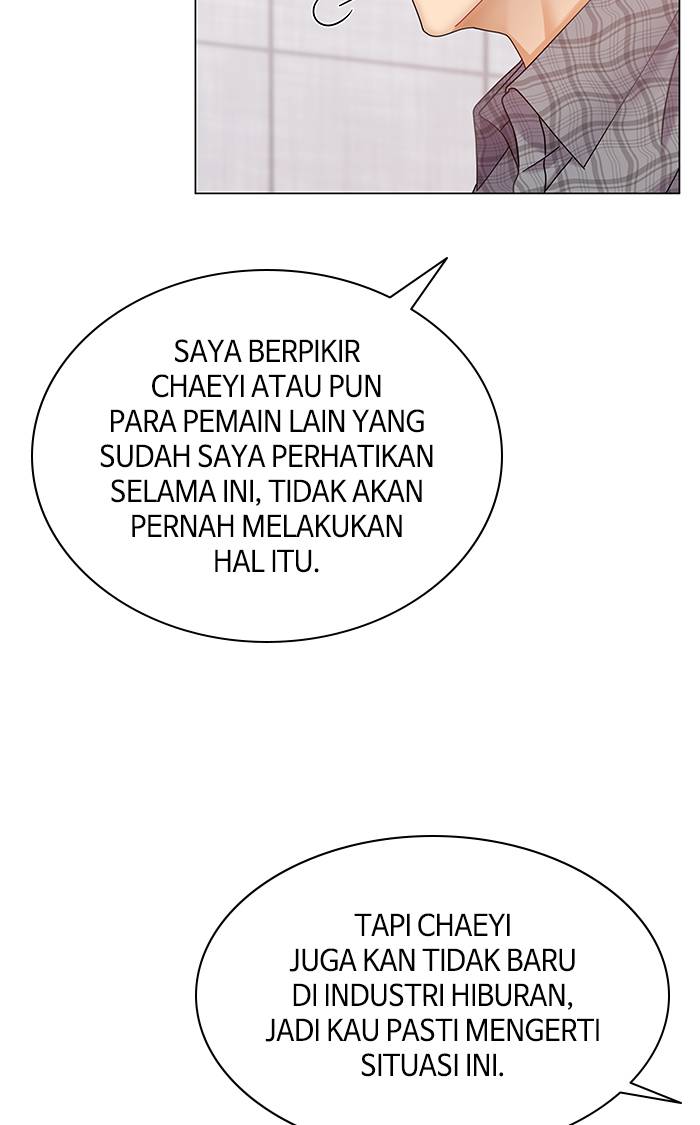 SAYA BERPIKIR
CHAEYI ATAU PUN
PARA PEMAIN LAIN YANG
SUDAH SAYA PERHATIKAN
SELAMA INI, TIDAK AKAN
PERNAH MELAKUKAN
HAL ITU.
TAPI CHAEYI
JUGA KAN TIDAK BARU
DI INDUSTRI HIBURAN,
JADI KAU PASTI MENGERTI
SITUASI INI.